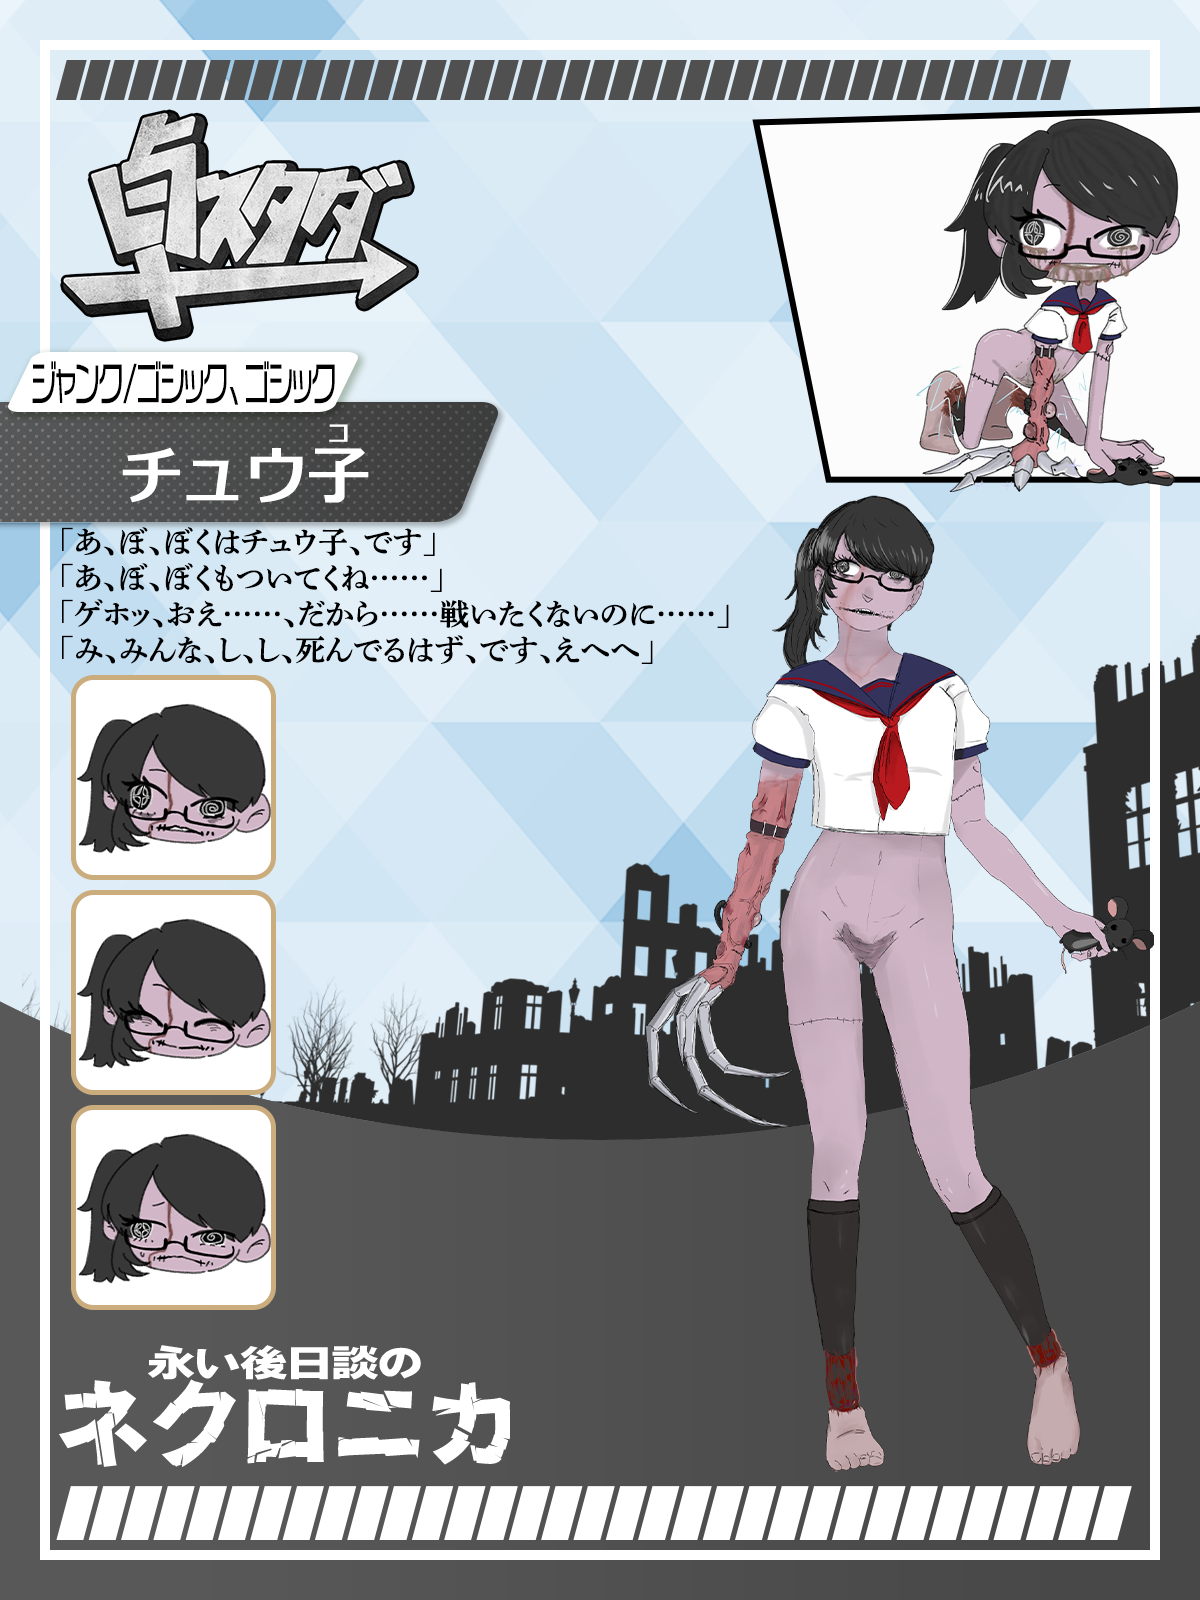 卓スタダ
ジャンク/ゴシック、ゴシック
コ
チュウ子
「あ、ぼ、ぼくはチュウ子、です」
「あ、ぼ、ぼくもついてくね……」
「ゲホッ、おえ……、だから……戦いたくないのに……」
「み、みんな、し、し、死んでるはず、です、えへへ」
永い後日談の
ネクロニカ